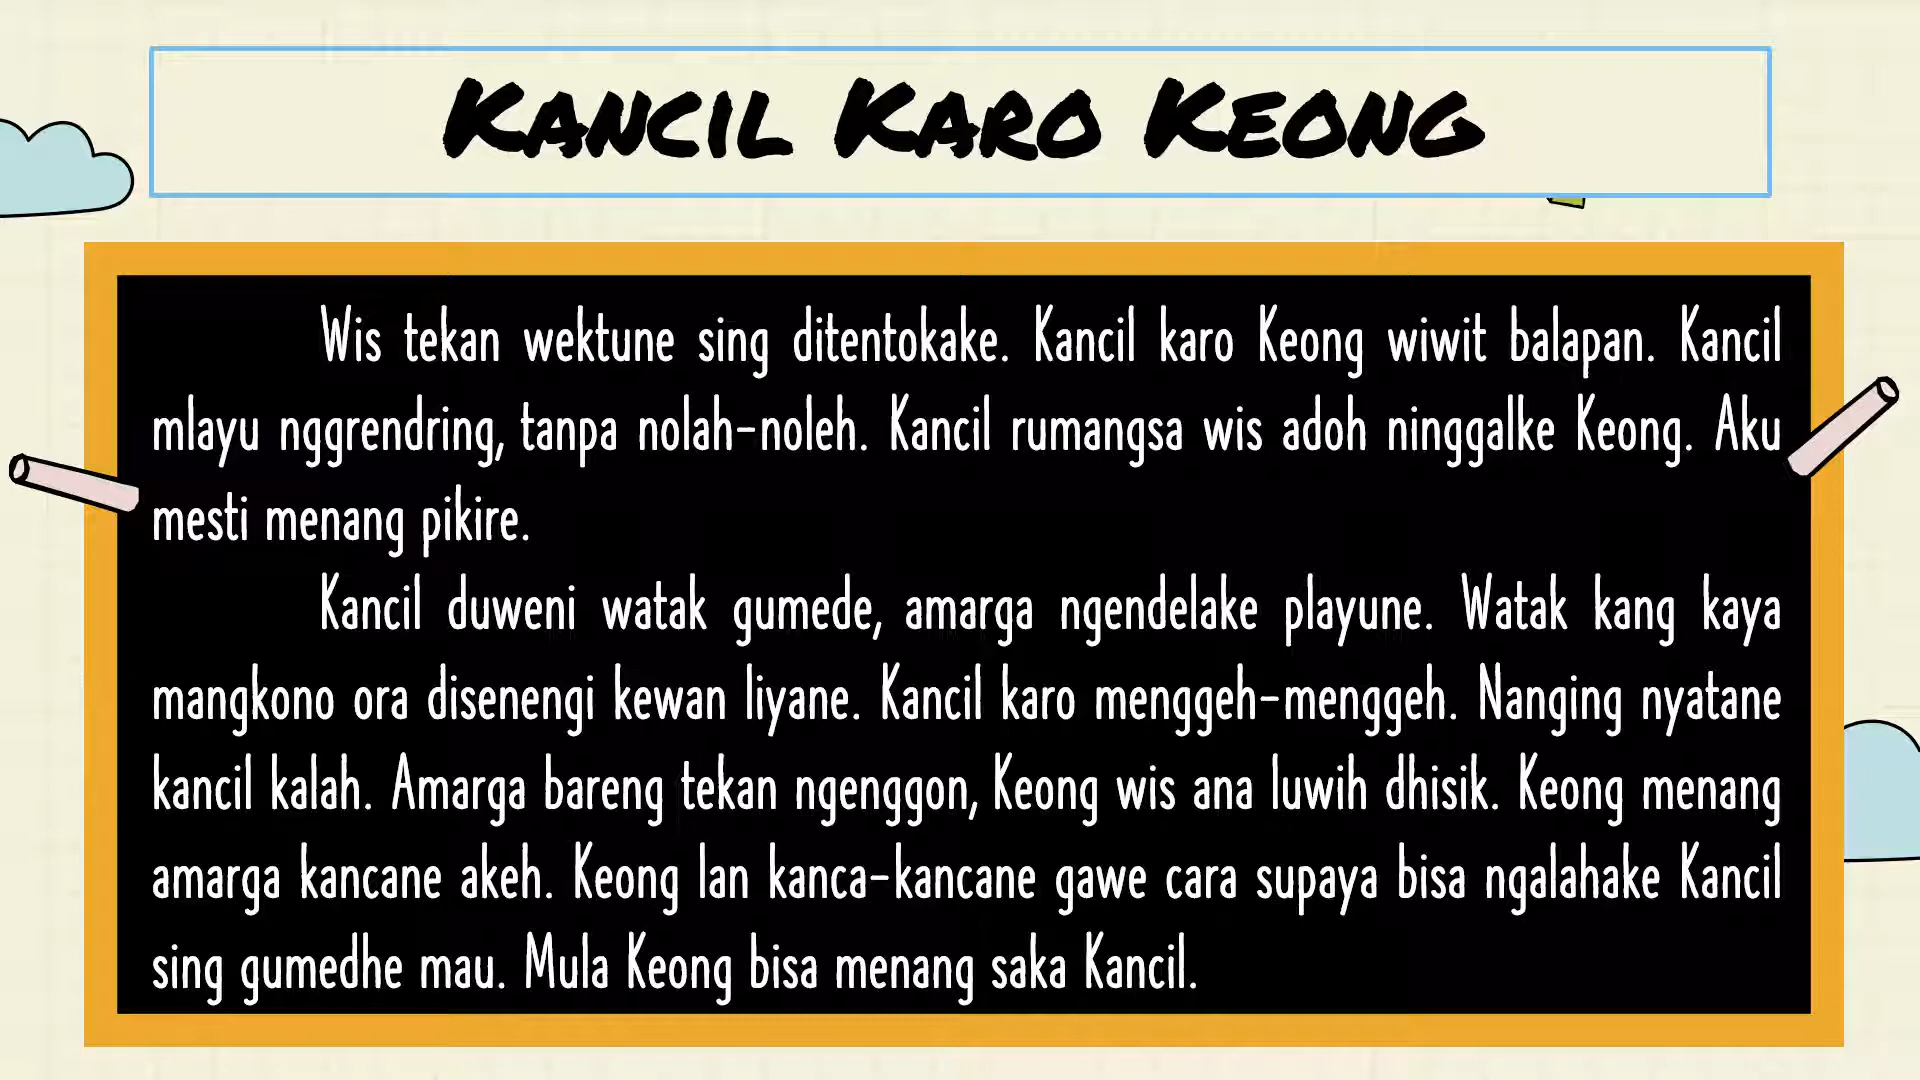 Kancil Karo Keong
Wis tekan wektune sing ditentokake. Kancil karo Keong wiwit balapan. Kancil
mlayu nggrendring, tanpa nolah-noleh. Kancil rumangsa wis adoh ninggalke Keong. Aku
mesti menang pikire.
Kancil duweni watak gumede, amarga ngendelake playune. Watak kang kaya
mangkono ora disenengi kewan liyane. Kancil karo menggeh-menggeh. Nanging nyatane
kancil kalah. Amarga bareng tekan ngenggon, Keong wis ana luwih dhisik. Keong menang
amarga kancane akeh. Keong lan kanca-kancane gawe cara supaya bisa ngalahake Kancil
sing gumedhe mau. Mula Keong bisa menang saka Kancil.